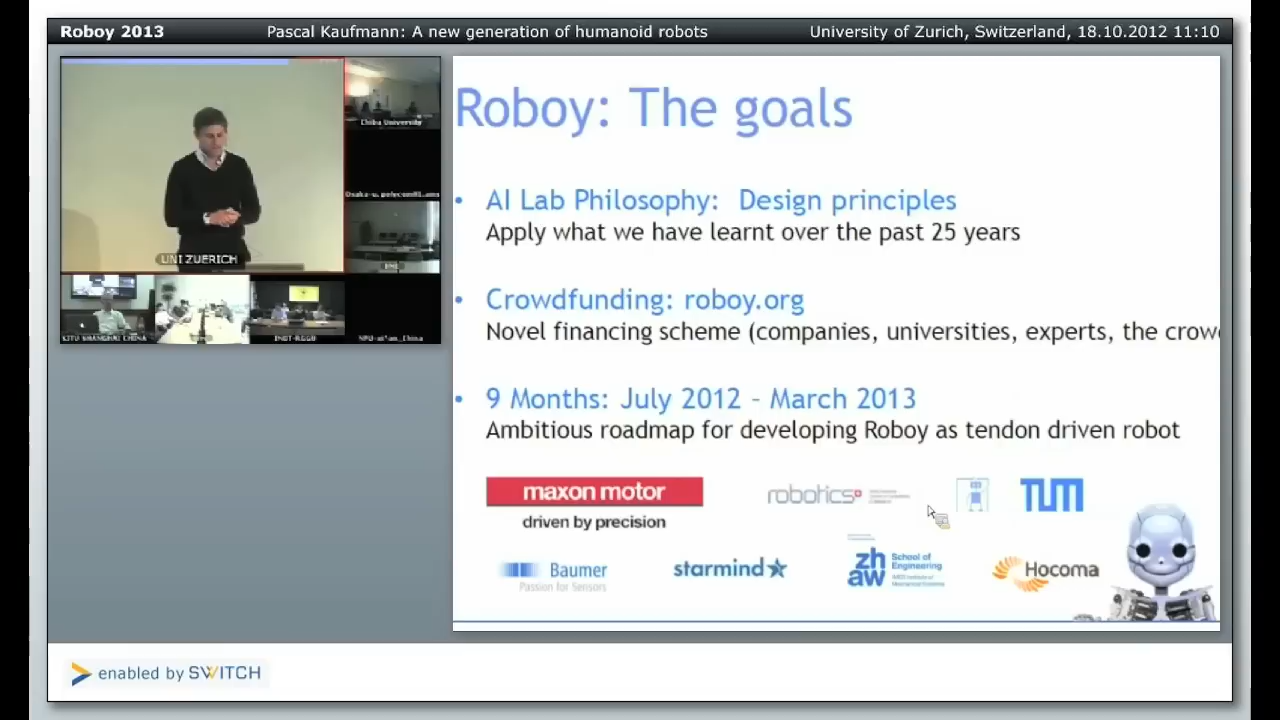 Roboy 2013
Pascal Kaufmann: A new generation of humanoid robots
University of Zurich, Switzerland, 18.10.2012 11:10
Chiba University
UNI ZUERICH
Roboy: The goals
• AI Lab Philosophy: Design principles
Apply what we have learnt over the past 25 years
• Crowdfunding: roboy.org
Novel financing scheme (companies, universities, experts, the crow
• 9 Months: July 2012 – March 2013
Ambitious roadmap for developing Roboy as tendon driven robot
maxon motor
driven by precision
robotics
TUM
Baumer
Passion for Sensors
starmind
zhaw
School of
Engineering
Hocoma
enabled by SWITCH